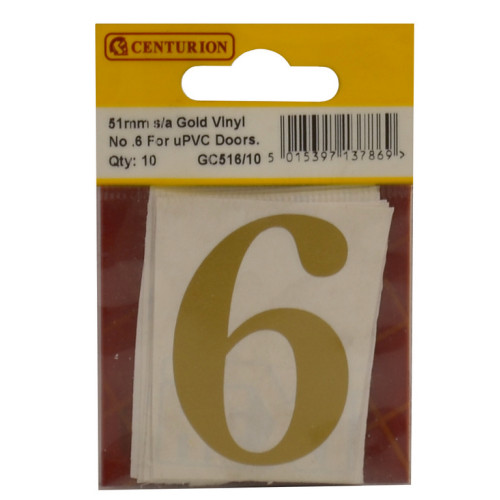 CENTURION
51mm s/a Gold Vinyl
No .6 For uPVC Doors.
Qty: 10 GC516/10
5 015397 137869 >
6